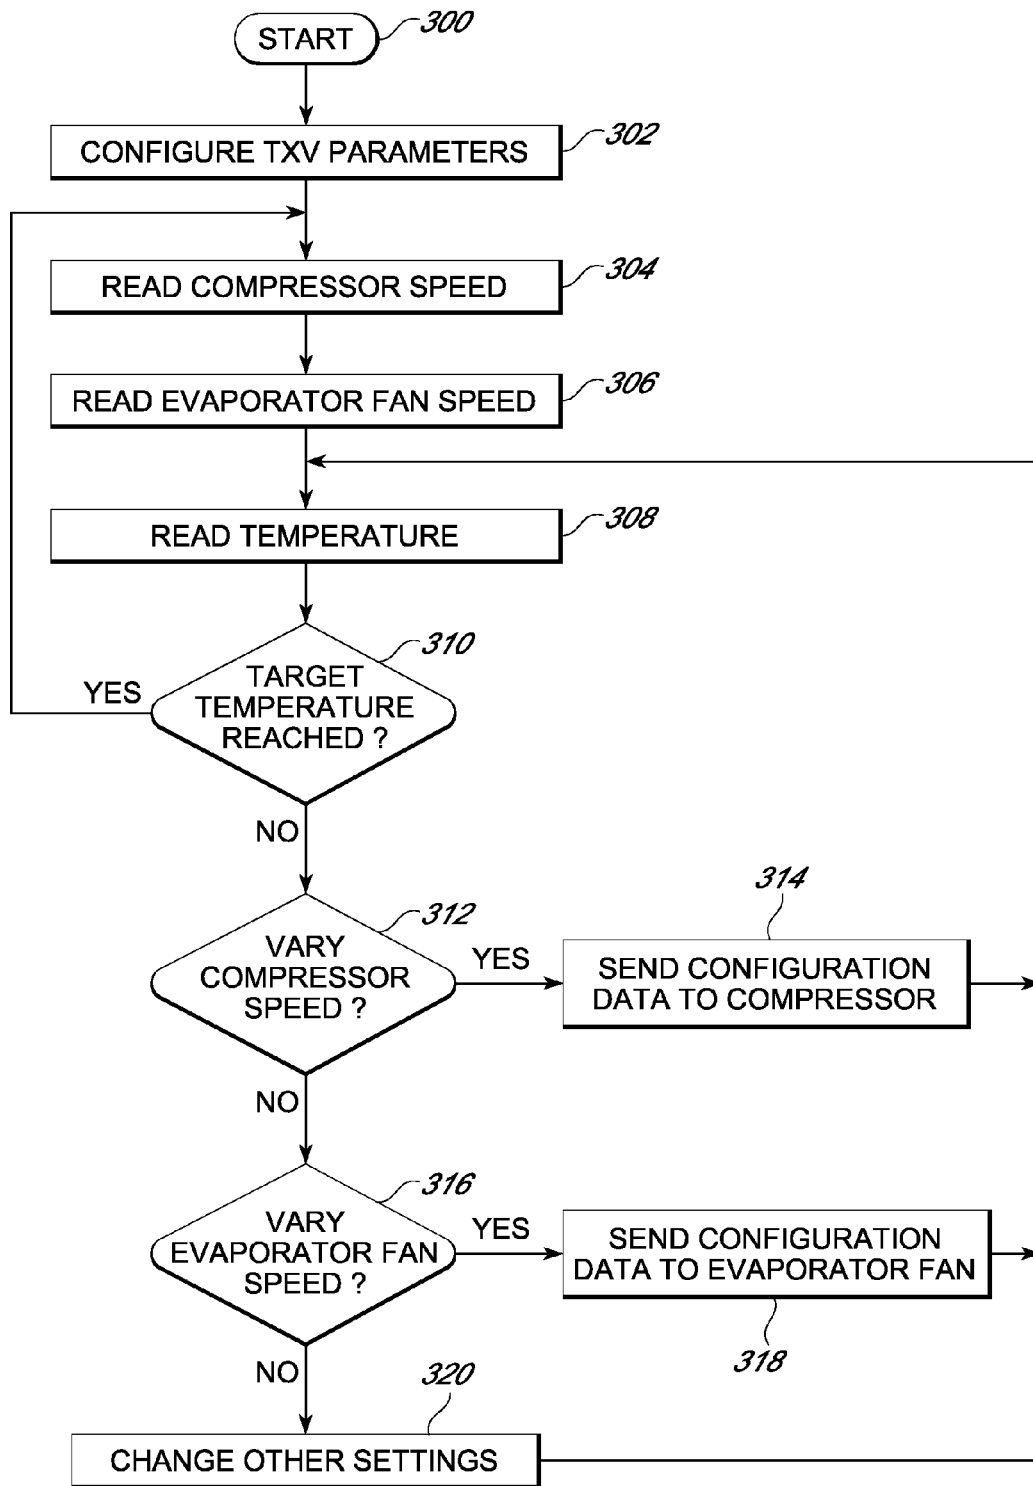 START
300
CONFIGURE TXV PARAMETERS
302
READ COMPRESSOR SPEED
304
READ EVAPORATOR FAN SPEED
306
READ TEMPERATURE
308
TARGET
TEMPERATURE
REACHED ?
310
YES
NO
VARY
COMPRESSOR
SPEED ?
312
YES
SEND CONFIGURATION
DATA TO COMPRESSOR
314
NO
VARY
EVAPORATOR FAN
SPEED ?
316
YES
SEND CONFIGURATION
DATA TO EVAPORATOR FAN
318
NO
CHANGE OTHER SETTINGS
320